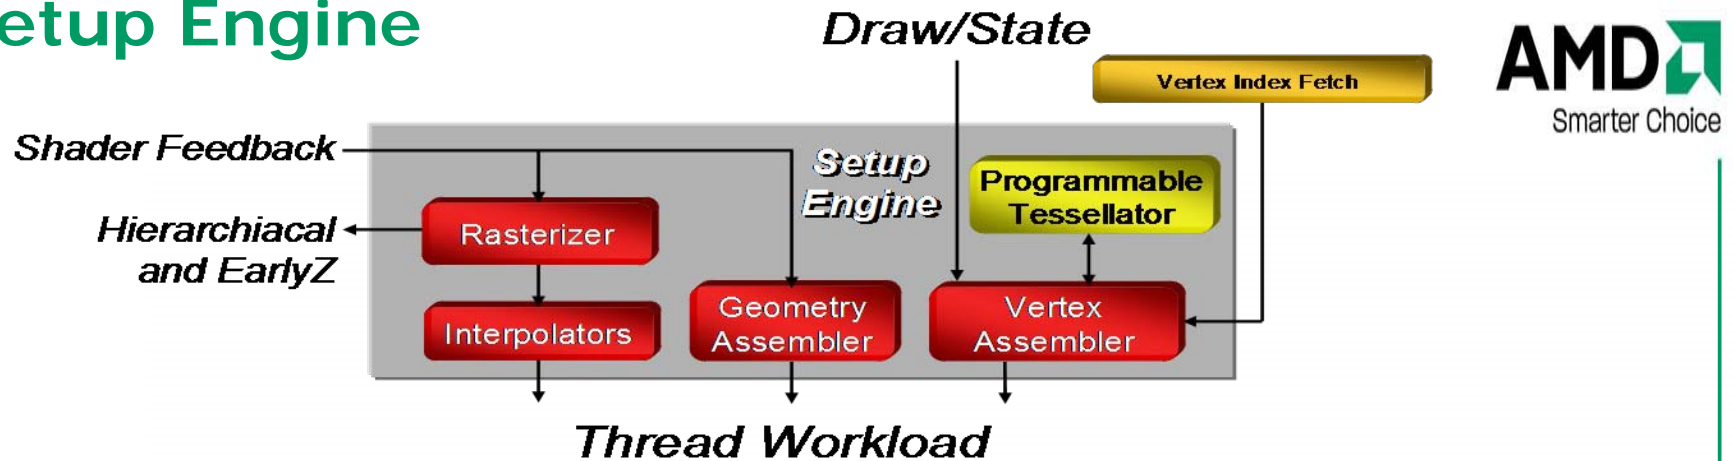 etup Engine
Draw/State
AMD
Smarter Choice
Vertex Index Fetch
Shader Feedback
Setup
Engine
Programmable
Tessellator
Hierarchiacal
and EarlyZ
Rasterizer
Interpolators
Geometry
Assembler
Vertex
Assembler
Thread Workload